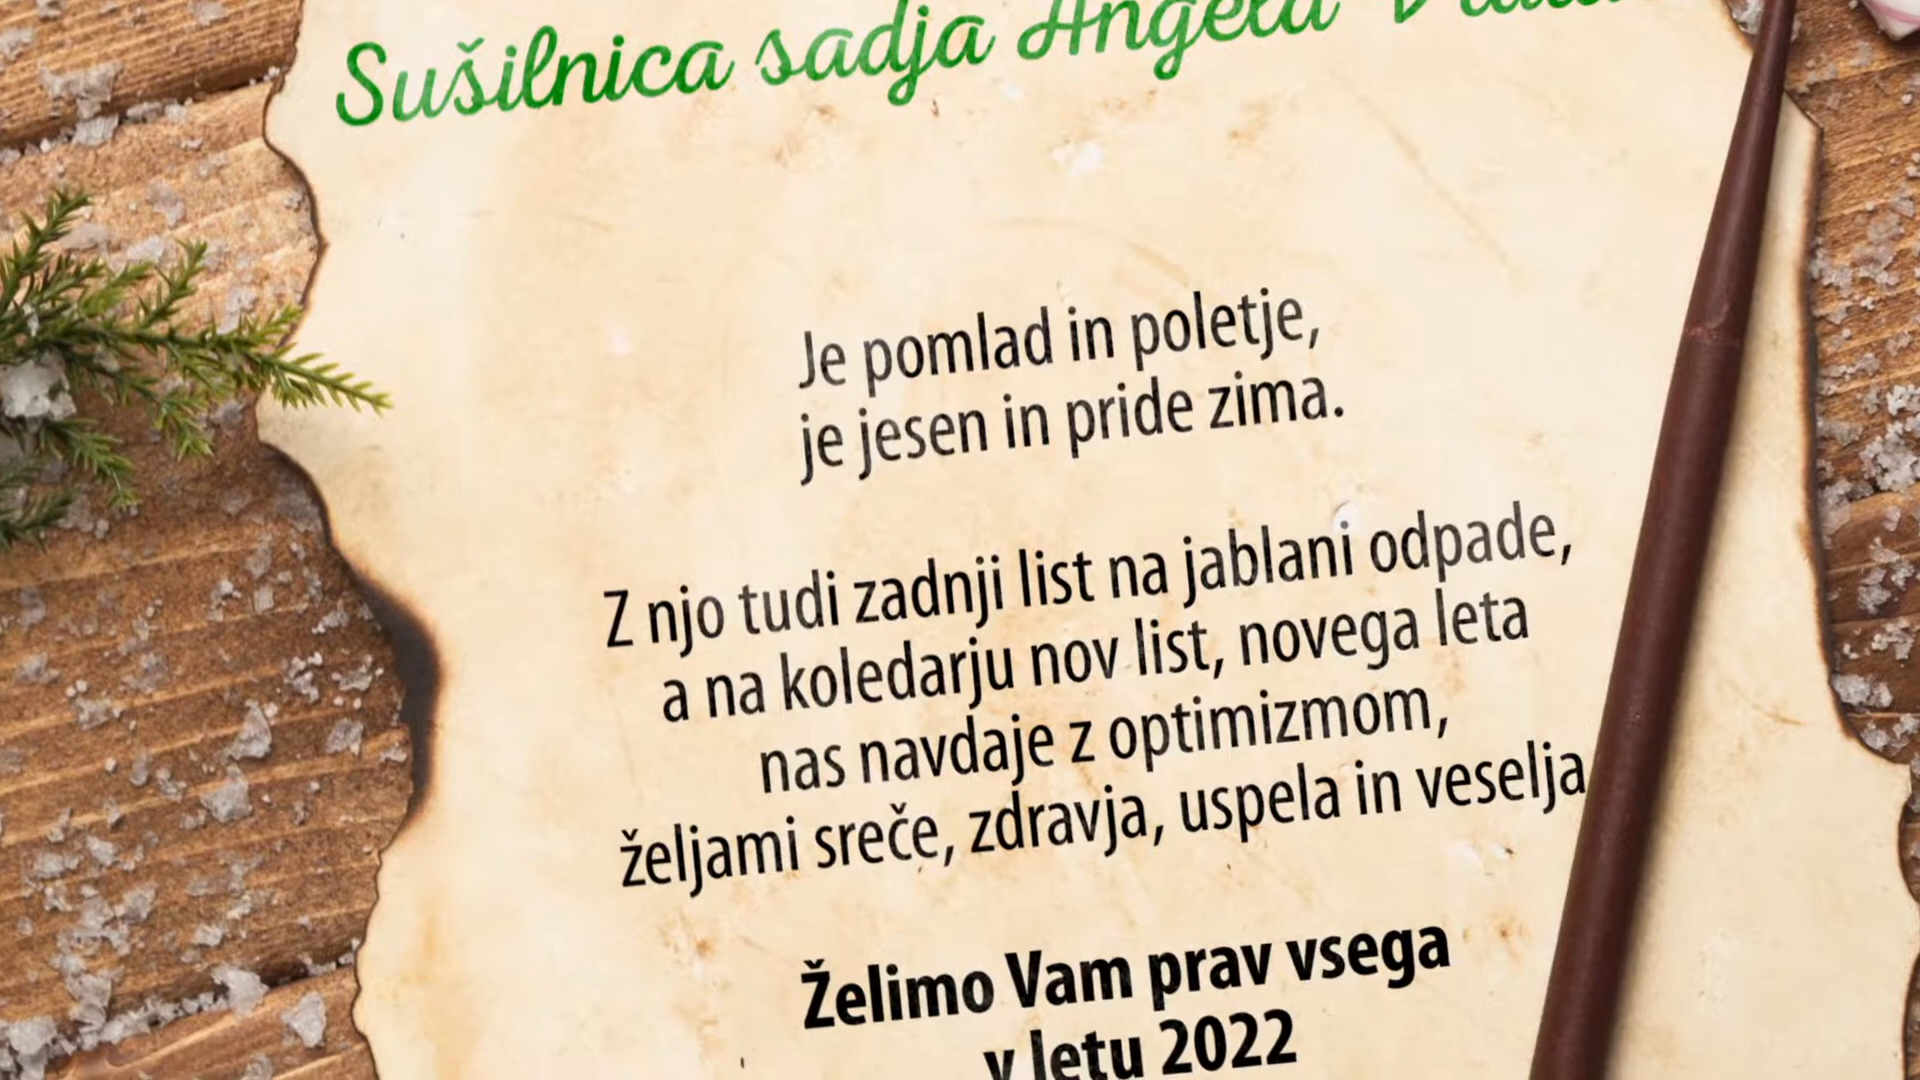 Sušilnica sadja Angela
Je pomlad in poletje,
je jesen in pride zima.
Z njo tudi zadnji list na jablani odpade,
a na koledarju nov list, novega leta
nas navdaje z optimizmom,
željami sreče, zdravja, uspela in veselja
Želimo Vam prav vsega
v letu 2022